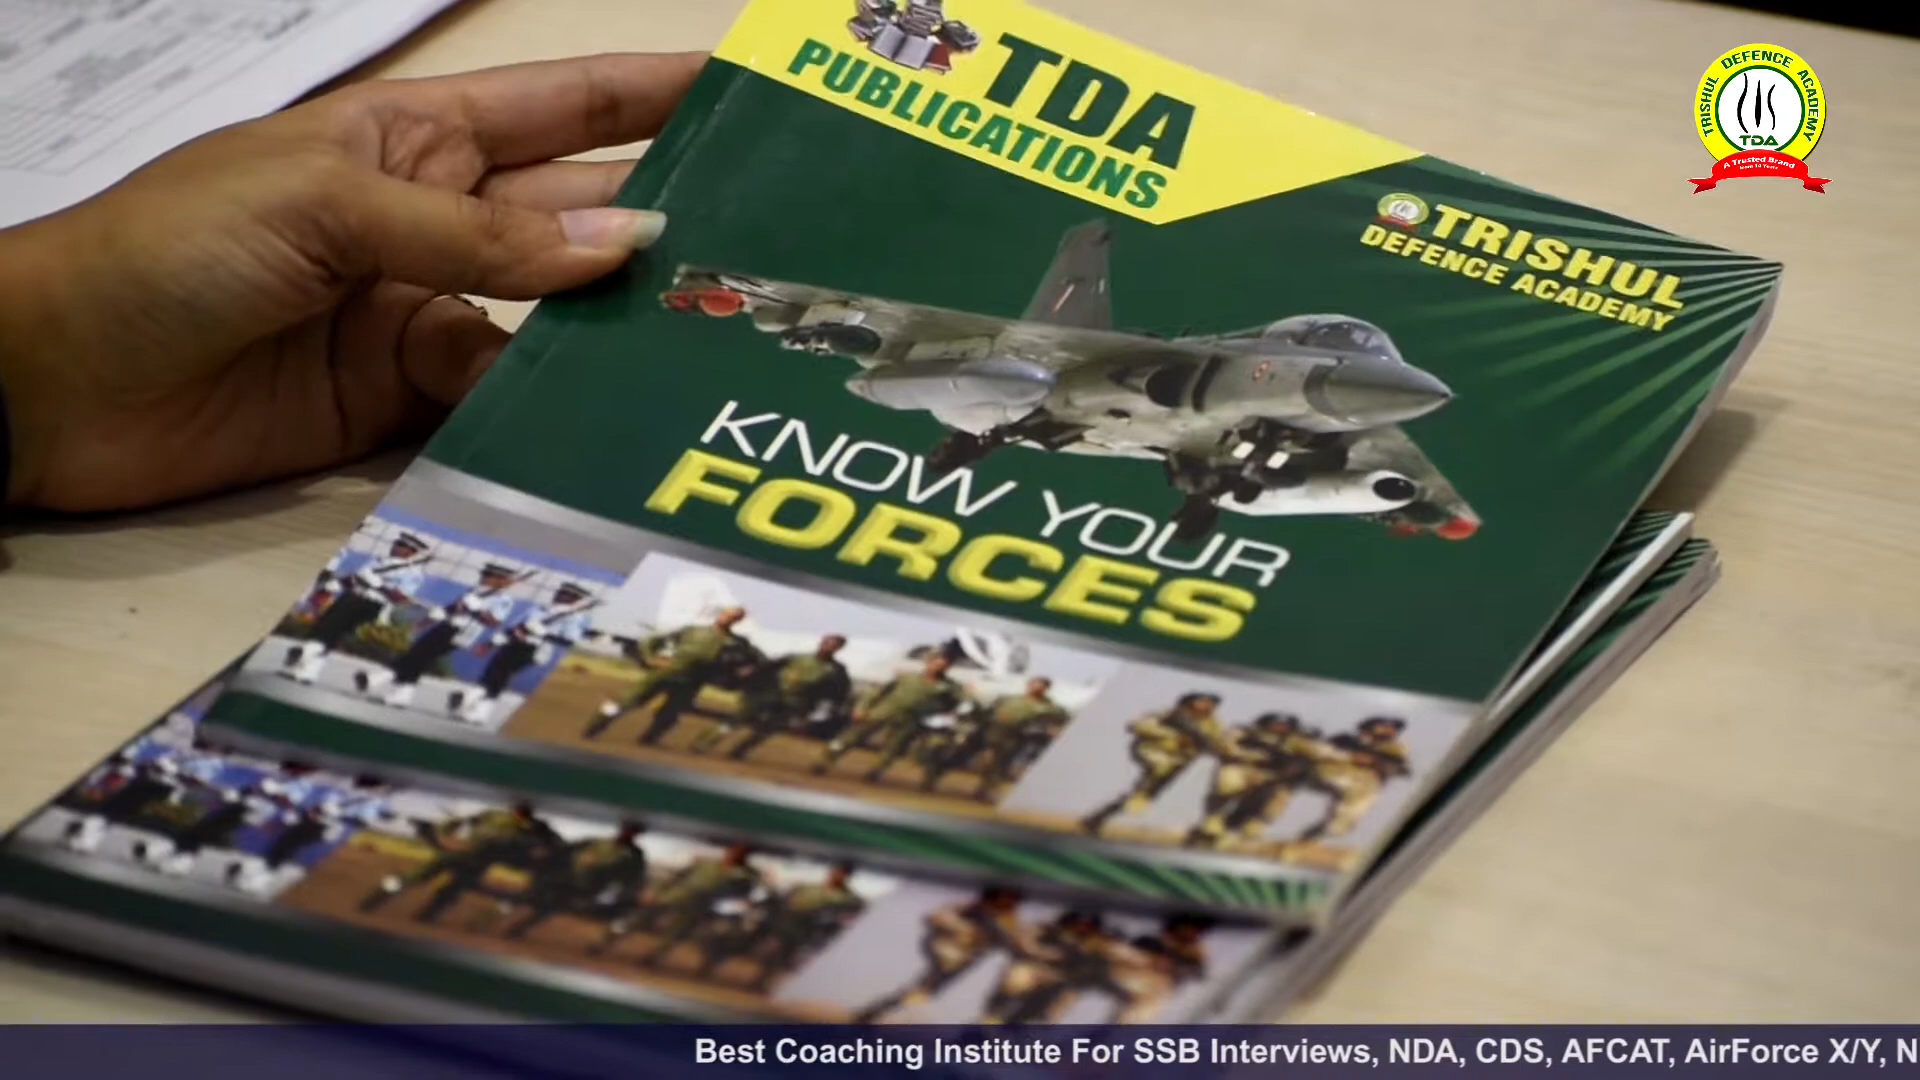 TDA
PUBLICATIONS
TRISHUL
DEFENCE ACADEMY
KNOW YOUR
FORCES
TRISHUL DEFENCE ACADEMY
TDA
A Trusted Brand
Best Coaching Institute For SSB Interviews, NDA, CDS, AFCAT, AirForce X/Y, N